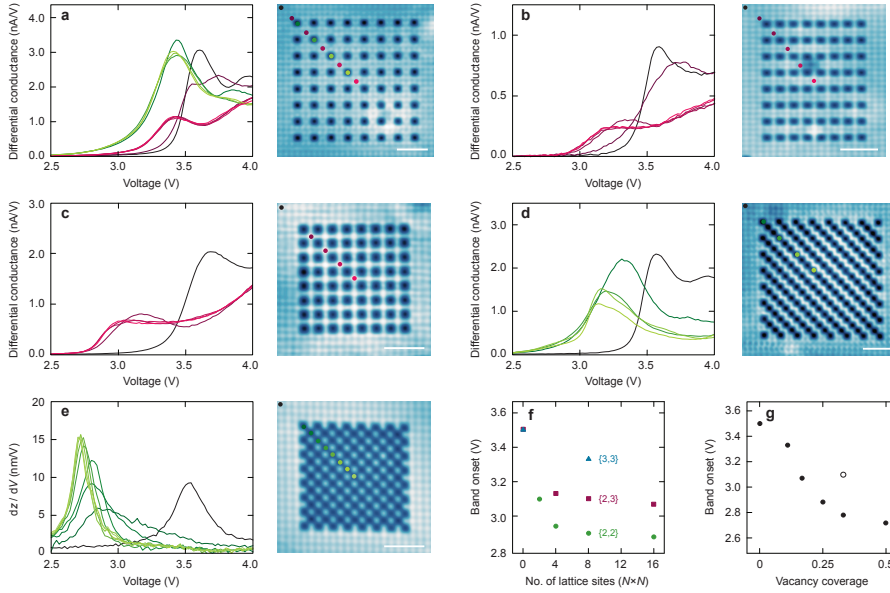 a
Differential conductance (nA/V)
4.0
3.0
2.0
1.0
0.0
2.5 3.0 3.5 4.0
Voltage (V)
b
Differential conductance (nA/V)
1.0
0.5
0.0
2.5 3.0 3.5 4.0
Voltage (V)
c
Differential conductance (nA/V)
3.0
2.0
1.0
0.0
2.5 3.0 3.5 4.0
Voltage (V)
d
Differential conductance (nA/V)
3.0
2.0
1.0
0.0
2.5 3.0 3.5 4.0
Voltage (V)
e
dz / dV (nm/V)
20
15
10
5
0
2.5 3.0 3.5 4.0
Voltage (V)
f
Band onset (V)
3.6
3.4
3.2
3.0
2.8
{3,3}
{2,3}
{2,2}
0 4 8 12 16
No. of lattice sites (N×N)
g
Band onset (V)
3.6
3.4
3.2
3.0
2.8
2.6
0 0.25 0.5
Vacancy coverage